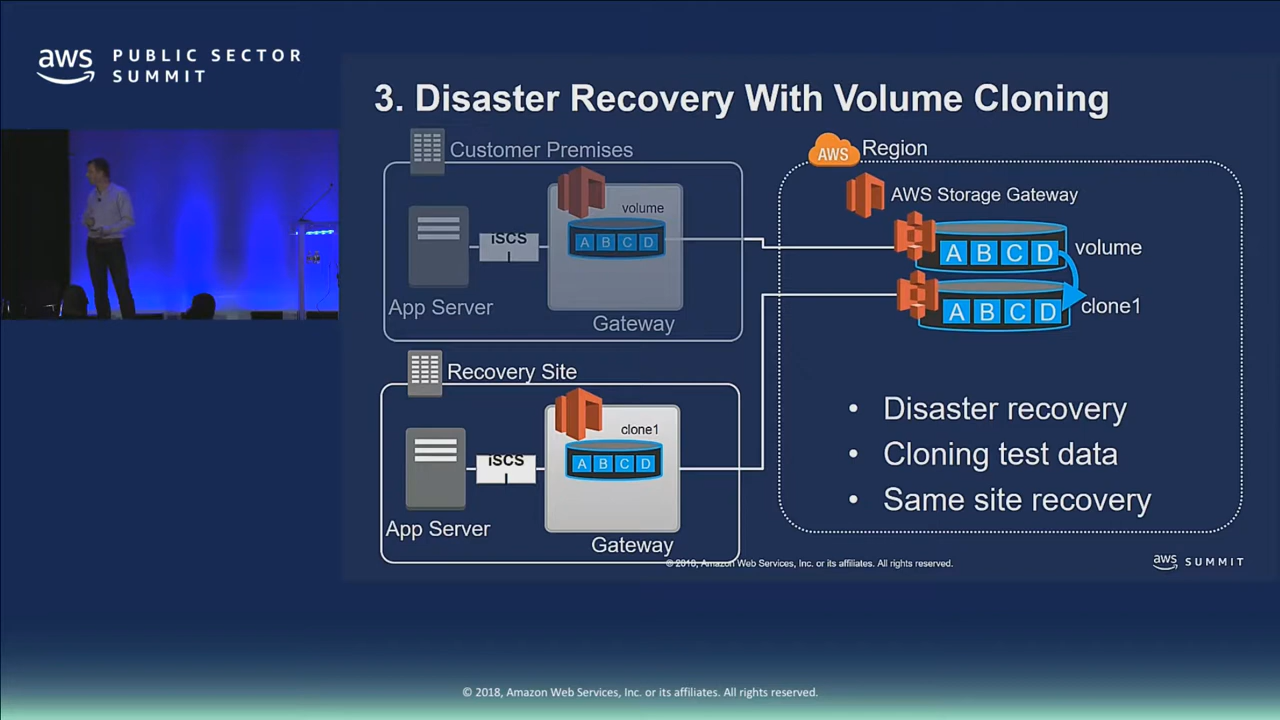 aws PUBLIC SECTOR
SUMMIT
3. Disaster Recovery With Volume Cloning
Customer Premises
volume
A B C D
iSCS
I
App Server
Gateway
Recovery Site
clone1
A B C D
iSCS
I
App Server
Gateway
AWS Region
AWS Storage Gateway
A B C D volume
A B C D clone1
• Disaster recovery
• Cloning test data
• Same site recovery
© 2018, Amazon Web Services, Inc. or its affiliates. All rights reserved.
aws SUMMIT
© 2018, Amazon Web Services, Inc. or its affiliates. All rights reserved.